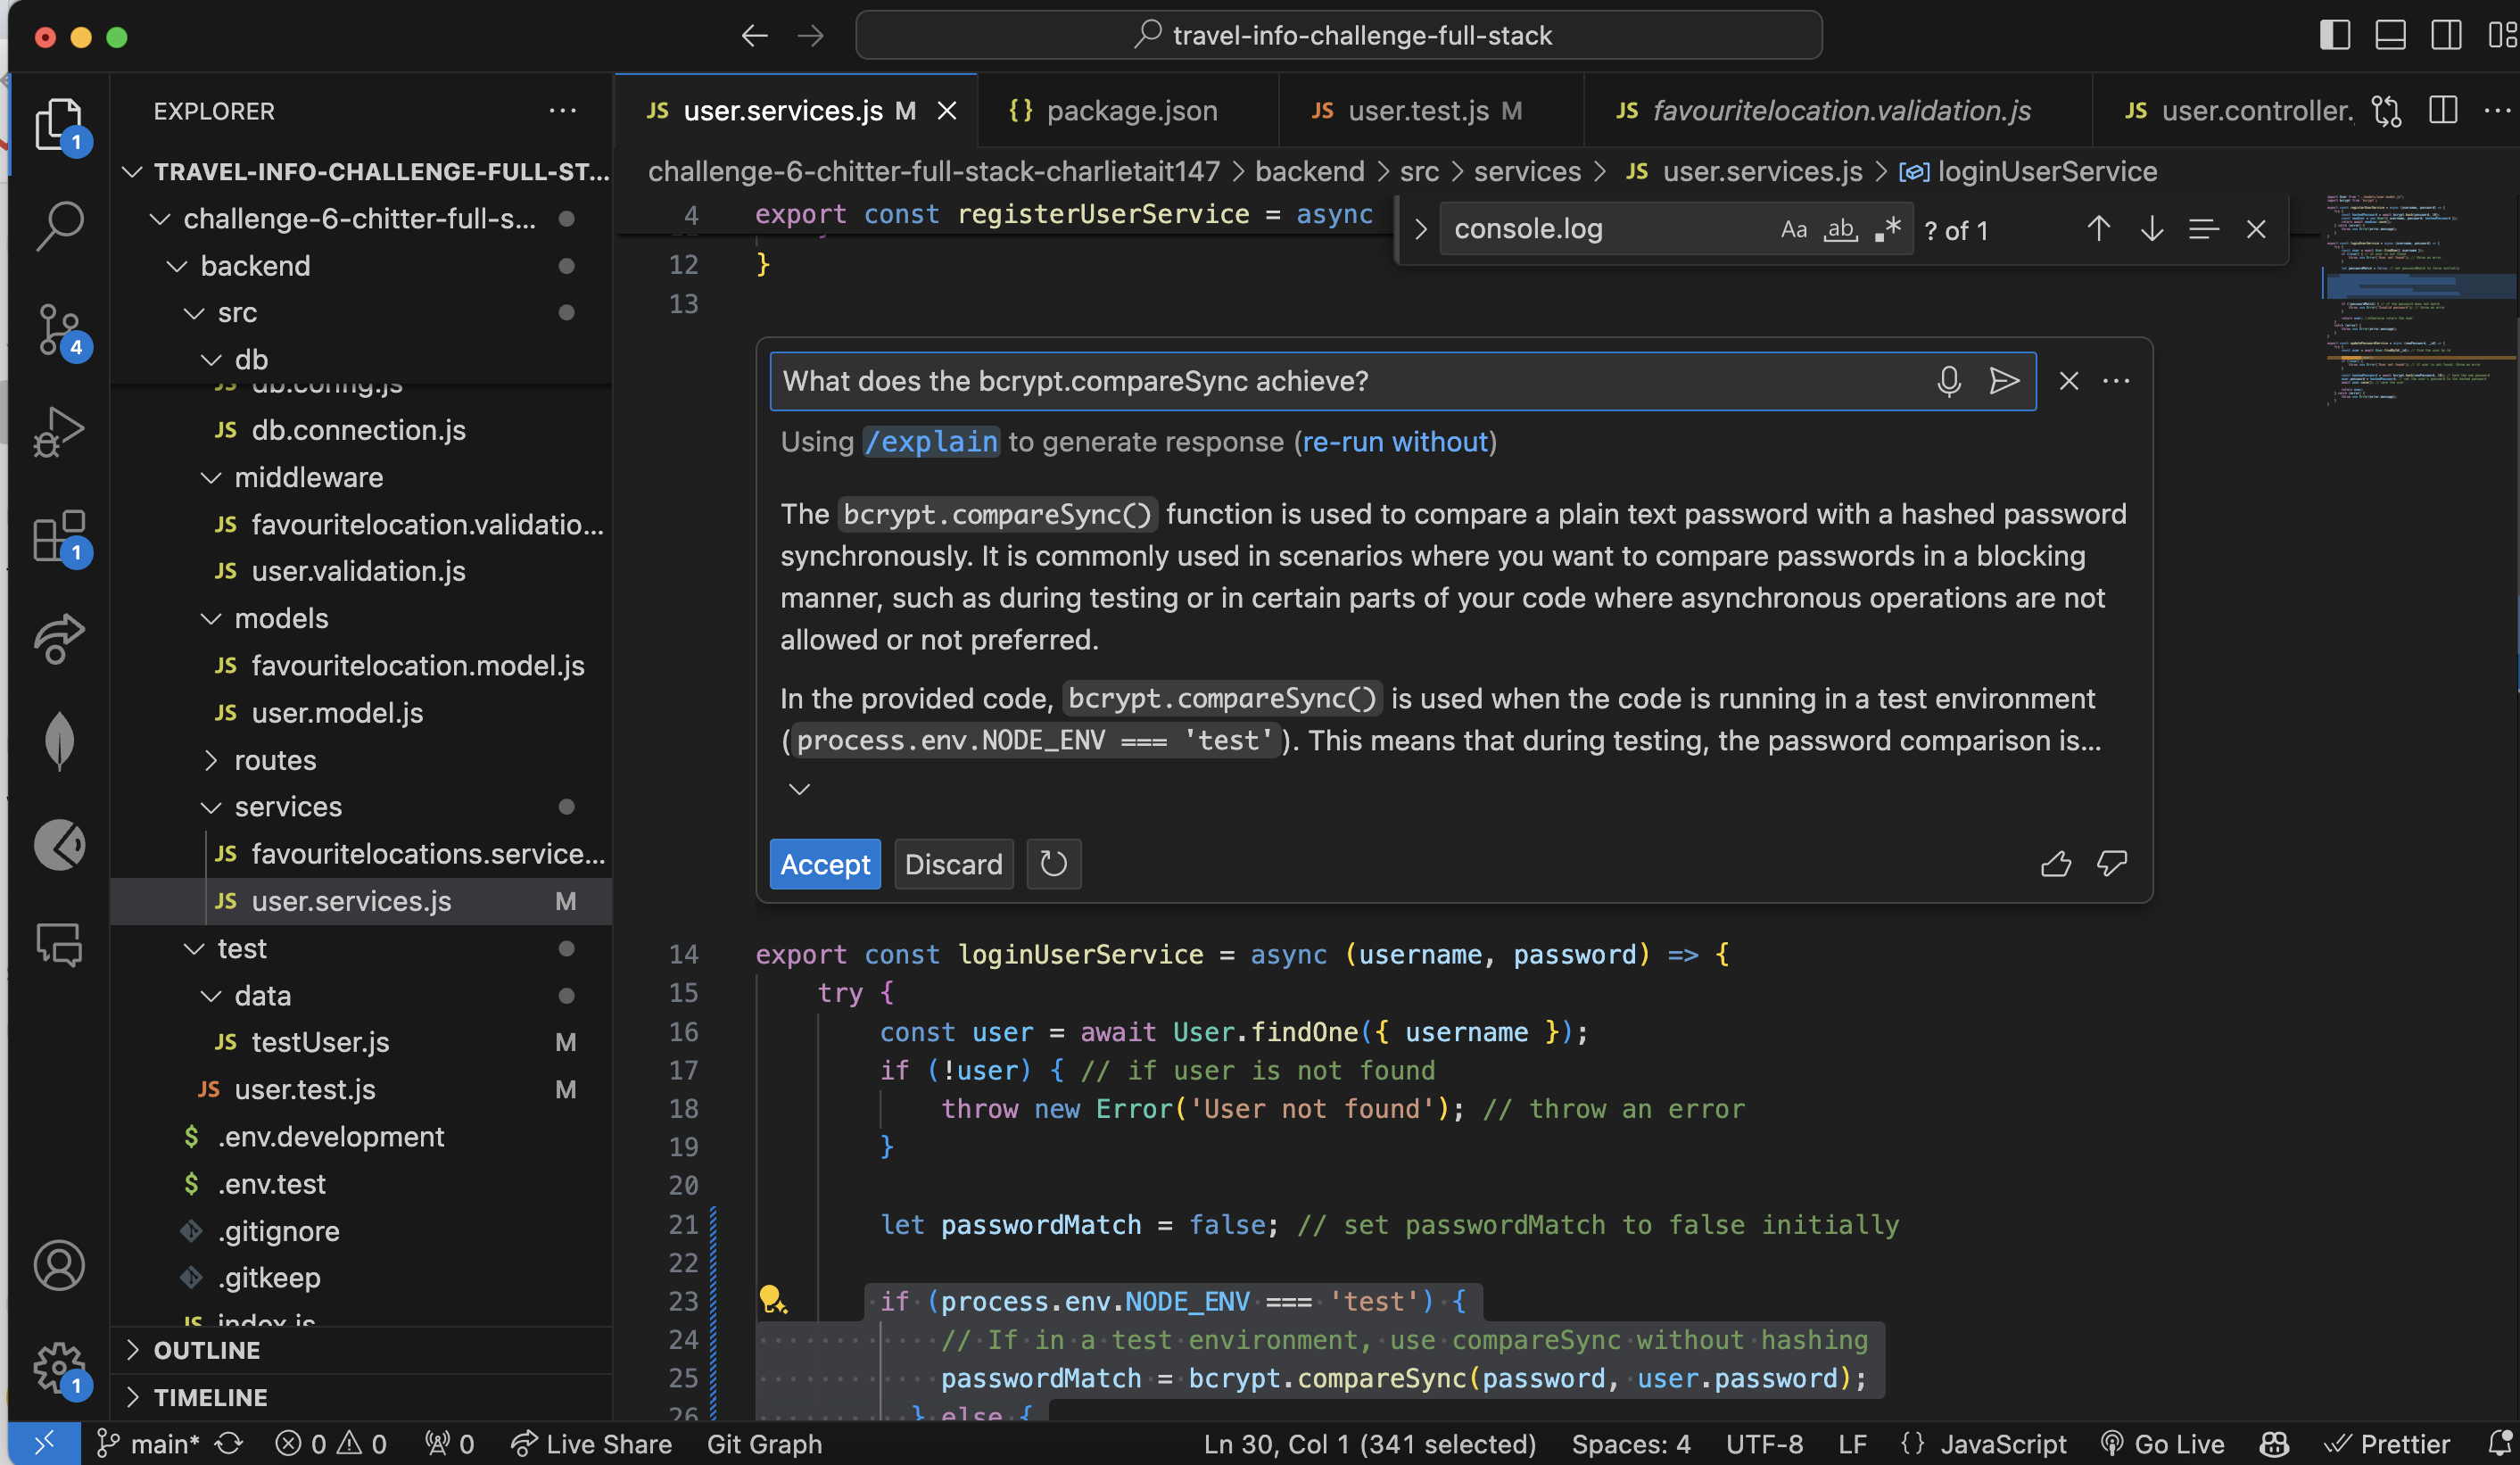 travel-info-challenge-full-stack
EXPLORER
TRAVEL-INFO-CHALLENGE-FULL-ST...
challenge-6-chitter-full-s...
backend
src
db
db.config.js
JS db.connection.js
middleware
JS favouritelocation.validatio...
JS user.validation.js
models
JS favouritelocation.model.js
JS user.model.js
routes
services
JS favouritelocations.service...
JS user.services.js M
test
data
JS testUser.js M
JS user.test.js M
$ .env.development
$ .env.test
.gitignore
.gitkeep
JS index.js
OUTLINE
TIMELINE
1
4
1
1
JS user.services.js M
{} package.json
JS user.test.js M
JS favouritelocation.validation.js
JS user.controller.
challenge-6-chitter-full-stack-charlietait147 > backend > src > services > JS user.services.js > loginUserService
4 export const registerUserService = async
console.log Aa ab .* ? of 1
12 }
13
What does the bcrypt.compareSync achieve?
Using /explain to generate response (re-run without)
The bcrypt.compareSync() function is used to compare a plain text password with a hashed password
synchronously. It is commonly used in scenarios where you want to compare passwords in a blocking
manner, such as during testing or in certain parts of your code where asynchronous operations are not
allowed or not preferred.
In the provided code, bcrypt.compareSync() is used when the code is running in a test environment
(process.env.NODE_ENV === 'test'). This means that during testing, the password comparison is...
Accept Discard
14 export const loginUserService = async (username, password) => {
15 try {
16 const user = await User.findOne({ username });
17 if (!user) { // if user is not found
18 throw new Error('User not found'); // throw an error
19 }
20
21 let passwordMatch = false; // set passwordMatch to false initially
22
23 if (process.env.NODE_ENV === 'test') {
24 // If in a test environment, use compareSync without hashing
25 passwordMatch = bcrypt.compareSync(password, user.password);
26 } else {
main* 0 0 0 Live Share Git Graph Ln 30, Col 1 (341 selected) Spaces: 4 UTF-8 LF {} JavaScript Go Live Prettier